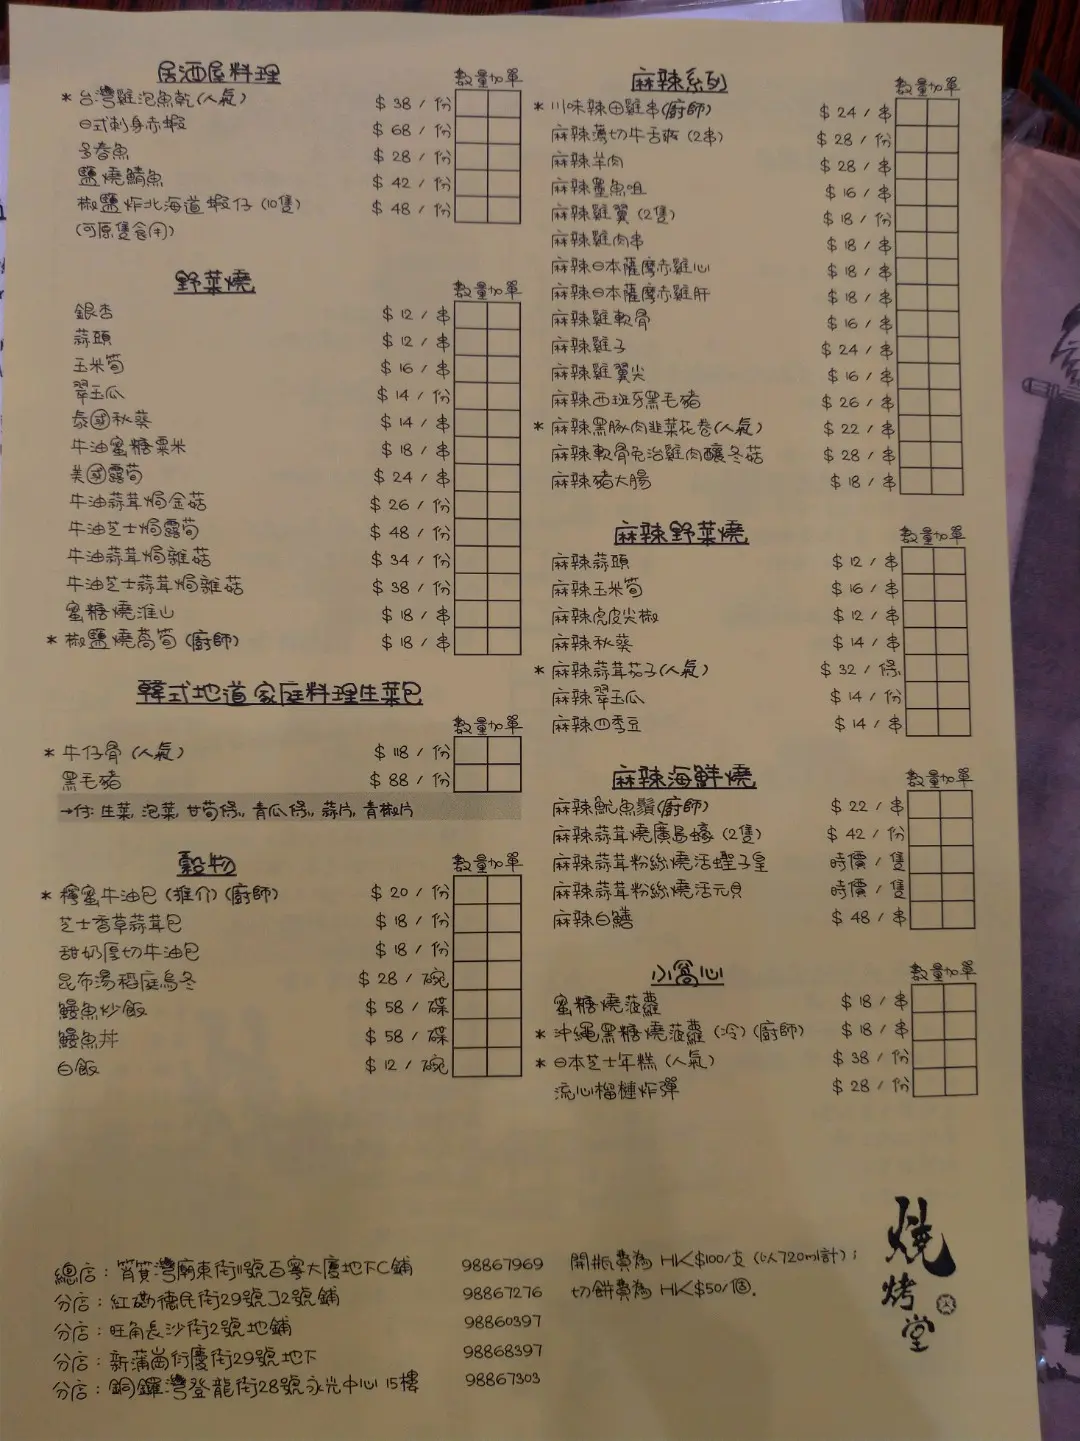 居酒屋料理
數量 加單
* 台灣雞泡魚乾(人氣) $ 38 / 份
日式刺身赤蝦 $ 68 / 份
多春魚 $ 28 / 份
鹽燒鯖魚 $ 42 / 份
椒鹽炸北海道蝦仔 (10隻) $ 48 / 份
(可原隻食用)
野菜燒
數量 加單
銀杏 $ 12 / 串
蒜頭 $ 12 / 串
玉米筍 $ 16 / 串
翠玉瓜 $ 14 / 份
泰國秋葵 $ 14 / 串
牛油蜜糖粟米 $ 18 / 串
美國露筍 $ 24 / 串
牛油蒜茸焗金菇 $ 26 / 份
牛油芝士焗露筍 $ 48 / 份
牛油蒜茸焗雜菇 $ 34 / 份
牛油芝士蒜茸焗雜菇 $ 38 / 份
蜜糖燒淮山 $ 18 / 串
* 椒鹽燒萵筍 (廚師) $ 18 / 串
韓式地道家庭料理生菜包
數量 加單
* 牛仔骨 (人氣) $ 118 / 份
黑毛豬 $ 88 / 份
→付: 生菜, 泡菜, 甘筍條, 青瓜條, 蒜片, 青椒片
穀物
數量 加單
* 檸蜜牛油包 (推介) (廚師) $ 20 / 份
芝士香草蒜茸包 $ 18 / 份
甜奶厚切牛油包 $ 18 / 份
昆布湯稻庭烏冬 $ 28 / 碗
鰻魚炒飯 $ 58 / 碟
鰻魚丼 $ 58 / 碟
白飯 $ 12 / 碗
麻辣系列
數量 加單
* 川味辣田雞串(廚師) $ 24 / 串
麻辣薄切牛舌爽 (2串) $ 28 / 份
麻辣羊肉 $ 28 / 串
麻辣墨魚咀 $ 16 / 串
麻辣雞翼 (2隻) $ 18 / 份
麻辣雞肉串 $ 18 / 串
麻辣日本薩摩赤雞心 $ 18 / 串
麻辣日本薩摩赤雞肝 $ 18 / 串
麻辣雞軟骨 $ 16 / 串
麻辣雞子 $ 24 / 串
麻辣雞翼尖 $ 16 / 串
麻辣西班牙黑毛豬 $ 26 / 串
* 麻辣黑豚肉韭菜花卷(人氣) $ 22 / 串
麻辣軟骨免治雞肉釀冬菇 $ 28 / 串
麻辣豬大腸 $ 18 / 串
麻辣野菜燒
數量 加單
麻辣蒜頭 $ 12 / 串
麻辣玉米筍 $ 16 / 串
麻辣虎皮尖椒 $ 12 / 串
麻辣秋葵 $ 14 / 串
* 麻辣蒜茸茄子(人氣) $ 32 / 條
麻辣翠玉瓜 $ 14 / 份
麻辣四季豆 $ 14 / 串
麻辣海鮮燒
數量 加單
麻辣魷魚鬚(廚師) $ 22 / 串
麻辣蒜茸燒廣島蠔 (2隻) $ 42 / 份
麻辣蒜茸粉絲燒活蟶子皇 時價 / 隻
麻辣蒜茸粉絲燒活元貝 時價 / 隻
麻辣白鱔 $ 48 / 串
小窩心
數量 加單
蜜糖燒菠蘿 $ 18 / 串
* 沖繩黑糖燒菠蘿 (冷) (廚師) $ 18 / 串
* 日本芝士年糕 (人氣) $ 38 / 份
流心榴槤炸彈 $ 28 / 份
總店 : 筲箕灣廟東街11號百寧大廈地下C鋪 98867969
分店 : 紅磡德民街29號J2號鋪 98867276
分店 : 旺角長沙街2號地鋪 98860397
分店 : 新蒲崗衍慶街29號地下 98868397
分店 : 銅鑼灣登龍街28號永光中心15樓 98867303
開瓶費為 HK$100/支 (以720ml計) ;
切餅費為 HK$50/個.
燒烤堂